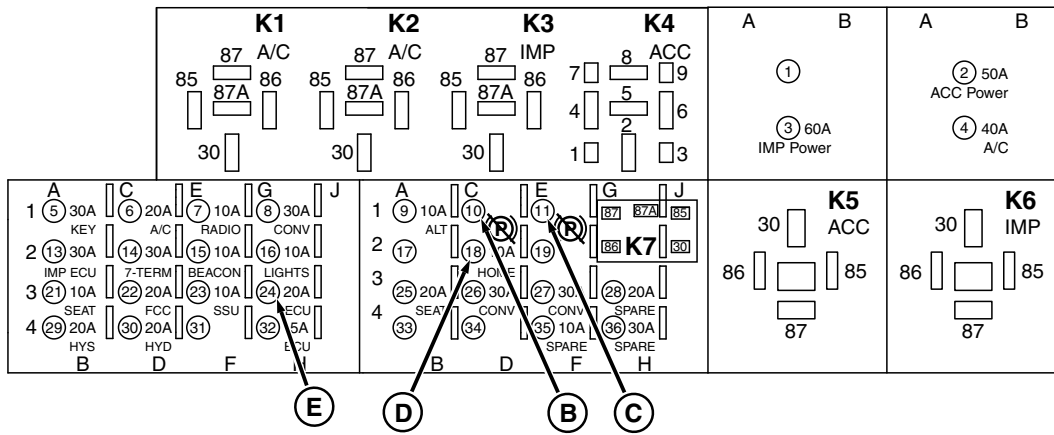 K1 K2 K3 K4 A B A B
A/C A/C IMP ACC
87 87 87 8
85 86 85 86 85 86 7 9
87A 87A 87A 5
4 6
2
30 30 30 1 3
1 2 50A
ACC Power
3 60A 4 40A
IMP Power A/C
A C E G J A C E G J
1 5 30A 6 20A 7 10A 8 30A 1 9 10A 10 P 11 P 87 87A 85
KEY A/C RADIO CONV ALT
2 13 30A 14 30A 15 10A 16 10A 2 17 18 10A 19 86 K7 30
IMP ECU 7-TERM BEACON LIGHTS HOME
3 21 10A 22 20A 23 10A 24 20A 3 25 20A 26 30A 27 30A 28 20A
SEAT FCC SSU ECU SEAT CONV CONV SPARE
4 29 20A 30 20A 31 32 5A 4 33 34 35 10A 36 30A
HYS HYD ECU SPARE SPARE
B D F H B D F H
K5 K6
30 ACC 30 IMP
86 85 86 85
87 87
E D B C